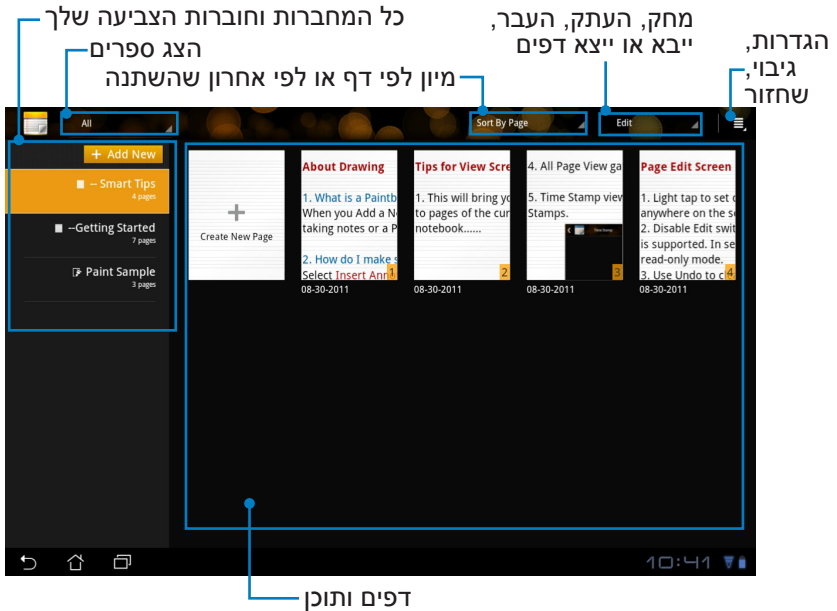 כל המחברות וחוברות הצביעה שלך
הצג ספרים
מיון לפי דף או לפי אחרון שהשתנה
מחק, העתק, העבר,
ייבא או ייצא דפים
הגדרות,
גיבוי,
שחזור
All
Sort By Page
Edit
+ Add New
-- Smart Tips
4 pages
--Getting Started
7 pages
Paint Sample
3 pages
+
Create New Page
About Drawing
1. What is a Paintb
When you Add a N
taking notes or a P
2. How do I make s
Select Insert Ann
1
08-30-2011
Tips for View Scre
1. This will bring yo
to pages of the cur
notebook......
2
08-30-2011
4. All Page View ga
5. Time Stamp view
Stamps.
3
08-30-2011
Page Edit Screen
1. Light tap to set c
anywhere on the s
2. Disable Edit swit
is supported. In se
read-only mode.
3. Use Undo to cl
4
08-30-2011
10:41
דפים ותוכן